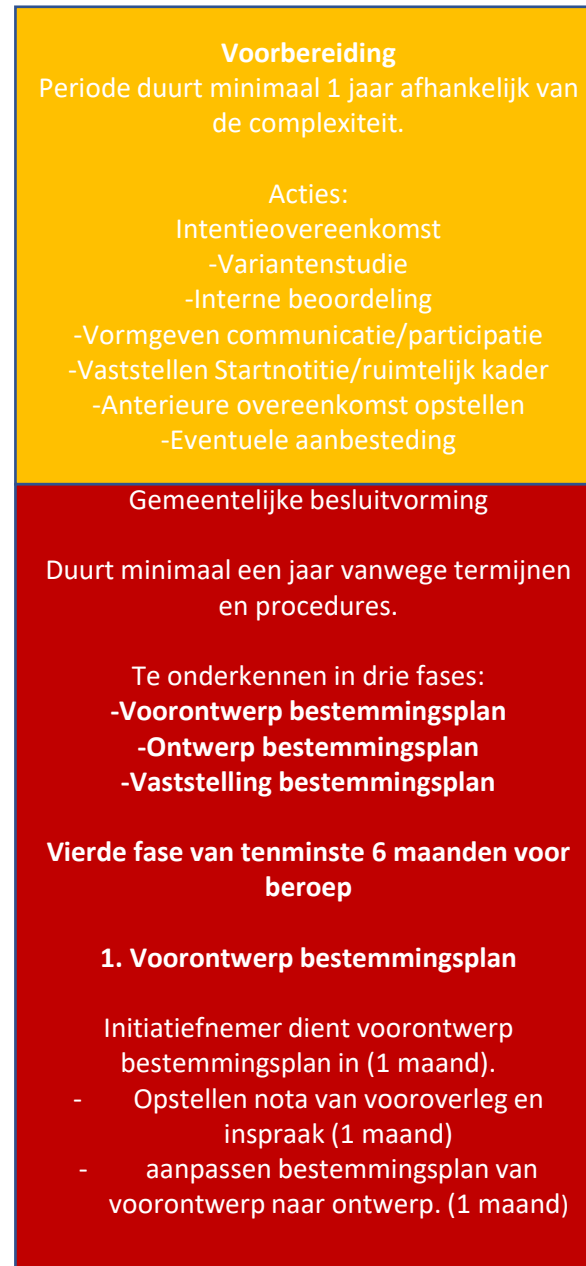 Voorbereiding
Periode duurt minimaal 1 jaar afhankelijk van
de complexiteit.
Acties:
Intentieovereenkomst
-Variantenstudie
-Interne beoordeling
-Vormgeven communicatie/participatie
-Vaststellen Startnotitie/ruimtelijk kader
-Anterieure overeenkomst opstellen
-Eventuele aanbesteding
Gemeentelijke besluitvorming
Duurt minimaal een jaar vanwege termijnen
en procedures.
Te onderkennen in drie fases:
-Voorontwerp bestemmingsplan
-Ontwerp bestemmingsplan
-Vaststelling bestemmingsplan
Vierde fase van tenminste 6 maanden voor
beroep
1. Voorontwerp bestemmingsplan
Initiatiefnemer dient voorontwerp
bestemmingsplan in (1 maand).
- Opstellen nota van vooroverleg en
inspraak (1 maand)
- aanpassen bestemmingsplan van
voorontwerp naar ontwerp. (1 maand)